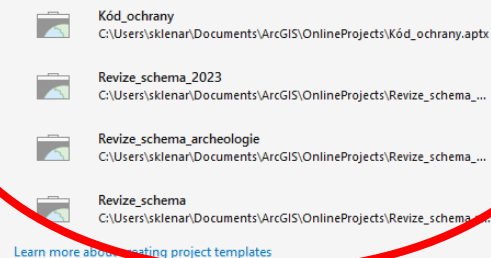 Kód_ochrany
C:\Users\sklenar\Documents\ArcGIS\OnlineProjects\Kód_ochrany.aptx
Revize_schema_2023
C:\Users\sklenar\Documents\ArcGIS\OnlineProjects\Revize_schema_...
Revize_schema_archeologie
C:\Users\sklenar\Documents\ArcGIS\OnlineProjects\Revize_schema_...
Revize_schema
C:\Users\sklenar\Documents\ArcGIS\OnlineProjects\Revize_schema
Learn more about creating project templates